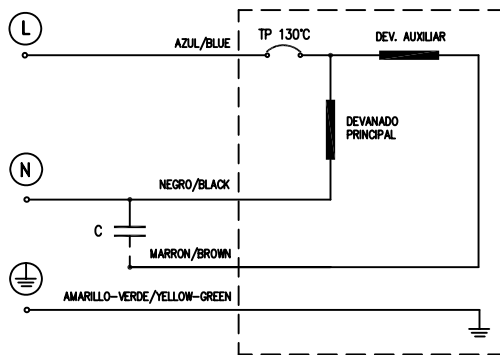 L
AZUL/BLUE
TP 130°C
DEV. AUXILIAR
DEVANADO
PRINCIPAL
N
NEGRO/BLACK
C
MARRON/BROWN
AMARILLO-VERDE/YELLOW-GREEN